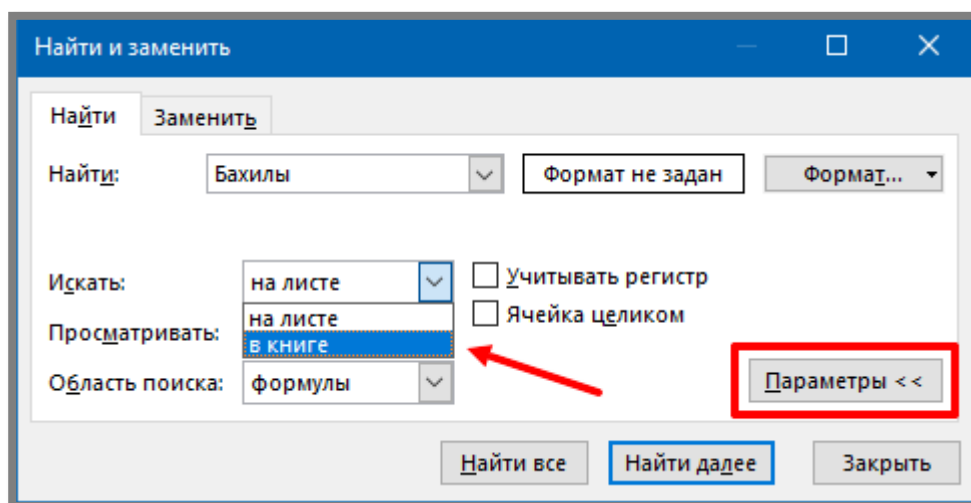 Найти и заменить
Найти Заменить
Найти: Бахилы Формат не задан Формат...
Искать: на листе Учитывать регистр
на листе Ячейка целиком
Просматривать: в книге
Область поиска: формулы Параметры <<
Найти все Найти далее Закрыть